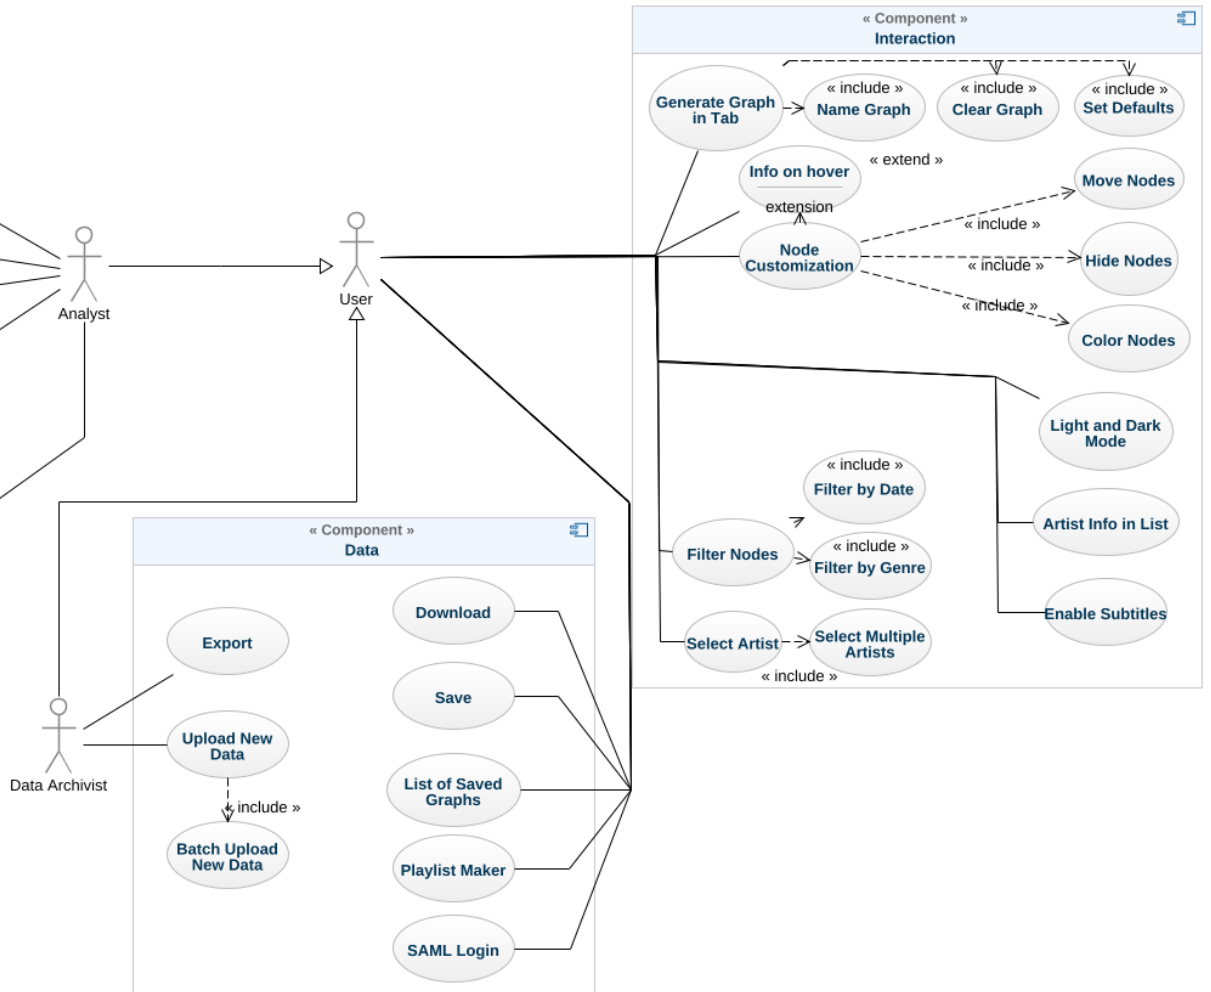 « Component »
Interaction
Generate Graph
in Tab
« include »
Name Graph
« include »
Clear Graph
« include »
Set Defaults
Info on hover
extension
« extend »
Node
Customization
Move Nodes
« include »
Hide Nodes
« include »
Color Nodes
« include »
Light and Dark
Mode
Artist Info in List
Enable Subtitles
« include »
Filter by Date
Filter Nodes
« include »
Filter by Genre
Select Artist
Select Multiple
Artists
« include »
Analyst
User
« Component »
Data
Export
Download
Save
Upload New
Data
« include »
Batch Upload
New Data
List of Saved
Graphs
Playlist Maker
SAML Login
Data Archivist